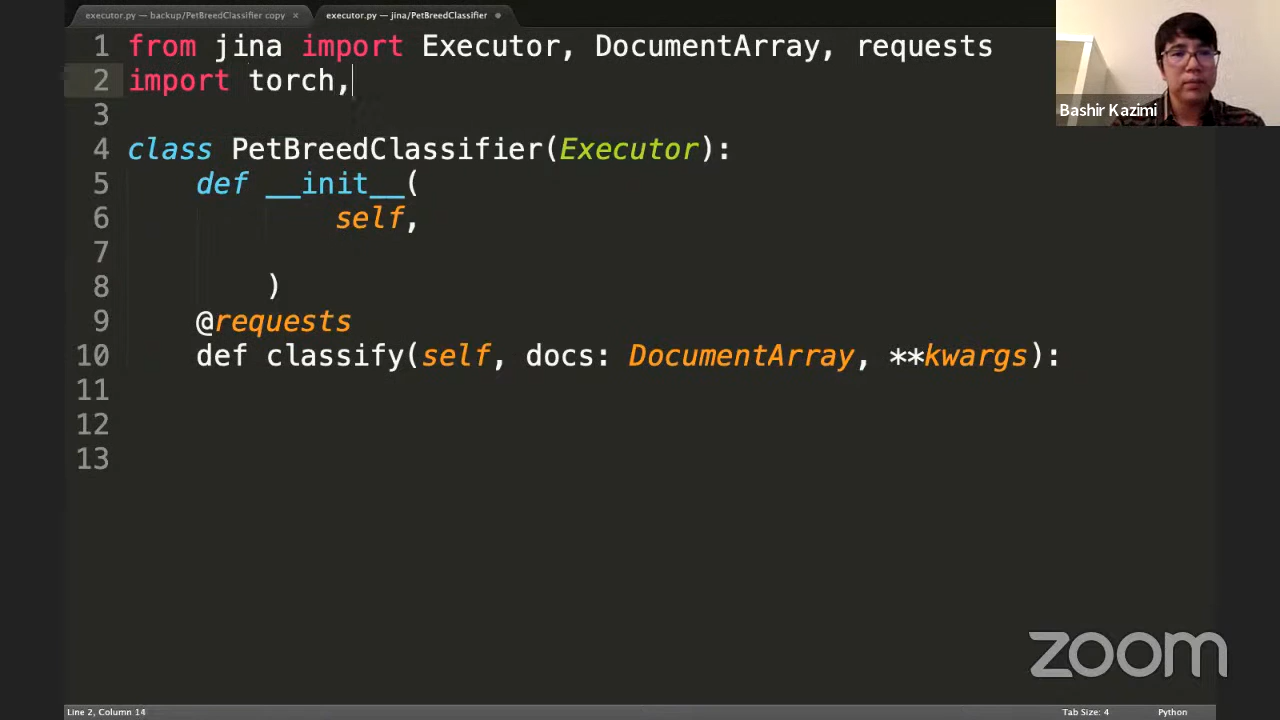 executor.py — backup/PetBreedClassifier copy × executor.py — jina/PetBreedClassifier
1 from jina import Executor, DocumentArray, requests
2 import torch,
3
4 class PetBreedClassifier(Executor):
5 def __init__(
6 self,
7
8 )
9 @requests
10 def classify(self, docs: DocumentArray, **kwargs):
11
12
13
Bashir Kazimi
zoom
Line 2, Column 14 Tab Size: 4 Python